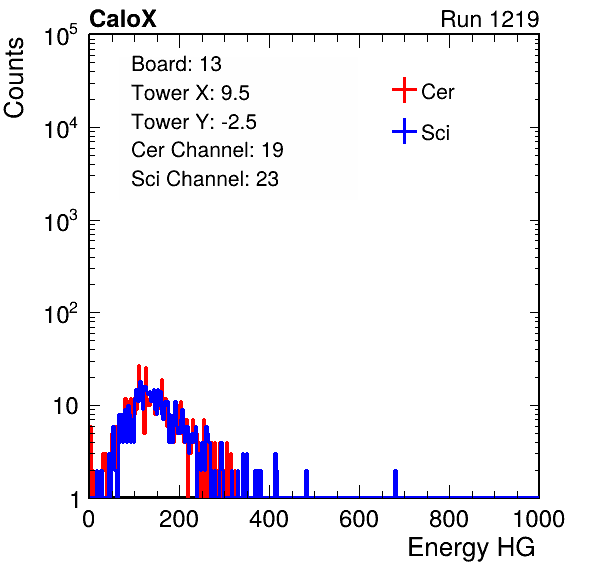 CaloX Run 1219
Counts
Board: 13
Tower X: 9.5
Tower Y: -2.5
Cer Channel: 19
Sci Channel: 23
Cer
Sci
10^5
10^4
10^3
10^2
10
1
0 200 400 600 800 1000
Energy HG